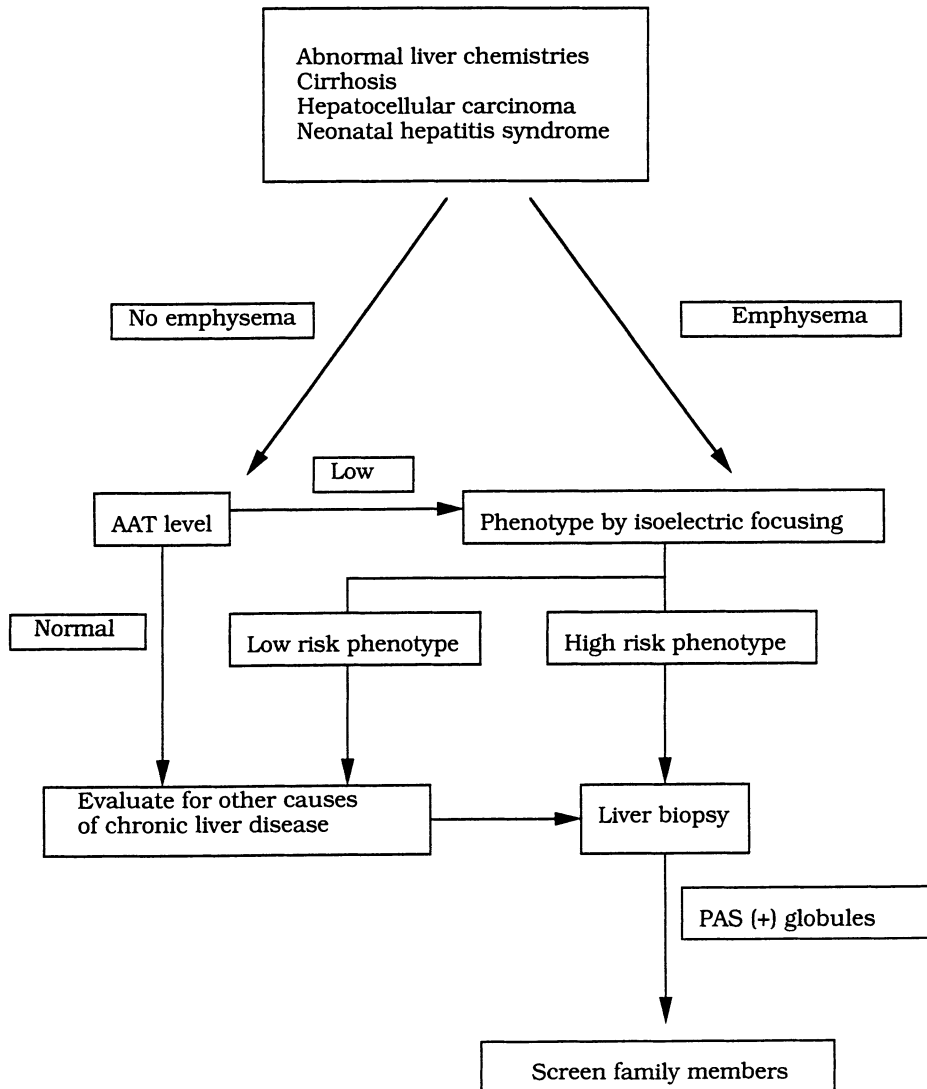 Abnormal liver chemistries
Cirrhosis
Hepatocellular carcinoma
Neonatal hepatitis syndrome
No emphysema
Emphysema
Low
AAT level
Phenotype by isoelectric focusing
Normal
Low risk phenotype
High risk phenotype
Evaluate for other causes
of chronic liver disease
Liver biopsy
PAS (+) globules
Screen family members